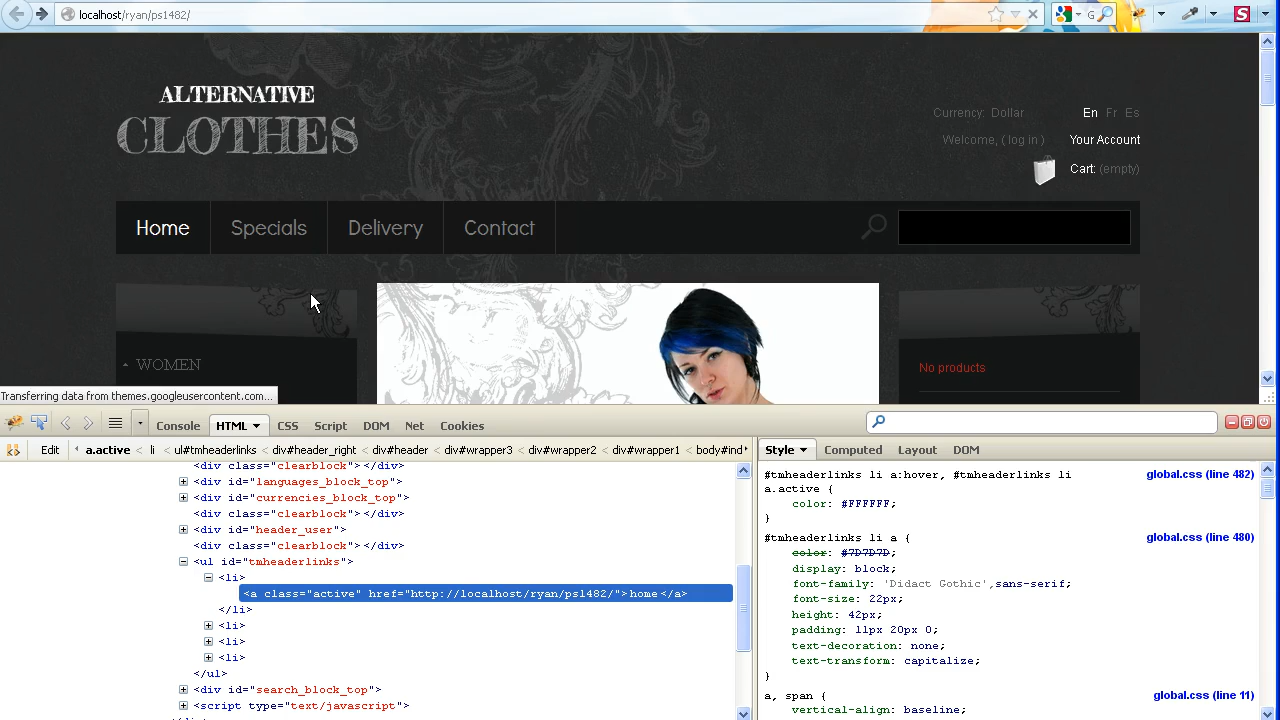 localhost/ryan/ps1482/
G
S
ALTERNATIVE
CLOTHES
Currency: Dollar
En Fr Es
Welcome, ( log in )
Your Account
Cart: (empty)
Home Specials Delivery Contact
WOMEN
No products
Transferring data from themes.googleusercontent.com...
Console HTML CSS Script DOM Net Cookies
Edit a.active < li < ul#tmheaderlinks < div#header_right < div#header < div#wrapper3 < div#wrapper2 < div#wrapper1 < body#ind
Style Computed Layout DOM
<div class="clearblock"></div>
<div id="languages_block_top">
<div id="currencies_block_top">
<div class="clearblock"></div>
<div id="header_user">
<div class="clearblock"></div>
<ul id="tmheaderlinks">
<li>
<a class="active" href="http://localhost/ryan/ps1482/">home</a>
</li>
<li>
<li>
<li>
</ul>
<div id="search_block_top">
<script type="text/javascript">
#tmheaderlinks li a:hover, #tmheaderlinks li
global.css (line 482)
a.active {
color: #FFFFFF;
}
#tmheaderlinks li a {
global.css (line 480)
color: #7D7D7D;
display: block;
font-family: 'Didact Gothic',sans-serif;
font-size: 22px;
height: 42px;
padding: 11px 20px 0;
text-decoration: none;
text-transform: capitalize;
}
a, span {
global.css (line 11)
vertical-align: baseline;